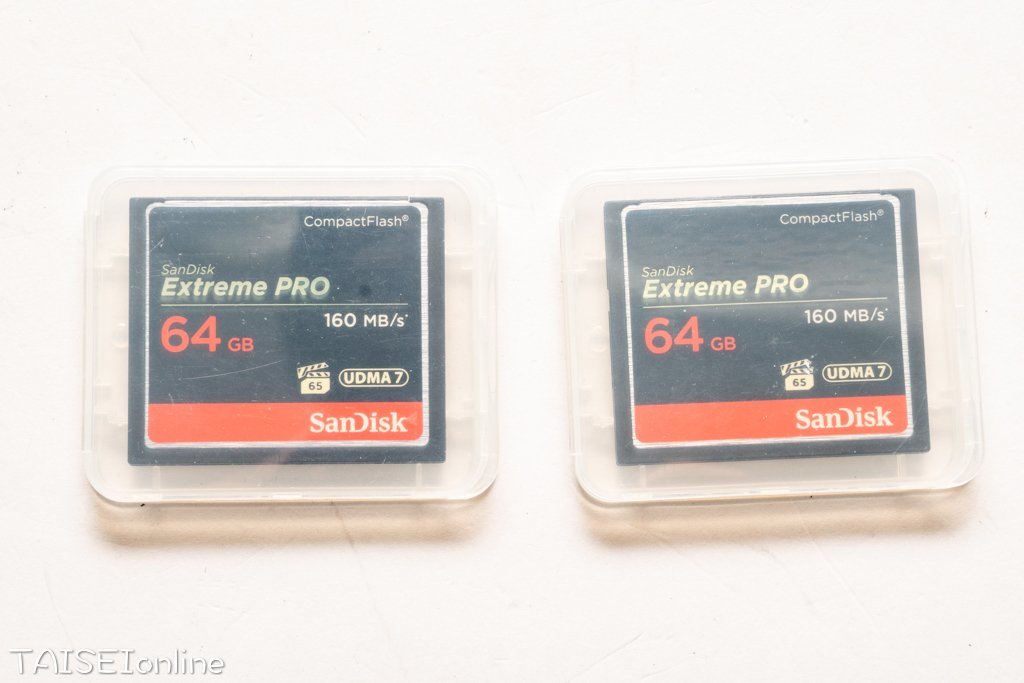 CompactFlash®
SanDisk
Extreme PRO
160 MB/s*
64 GB
65 UDMA 7
SanDisk
CompactFlash®
SanDisk
Extreme PRO
160 MB/s*
64 GB
65 UDMA 7
SanDisk
TAISEIonline